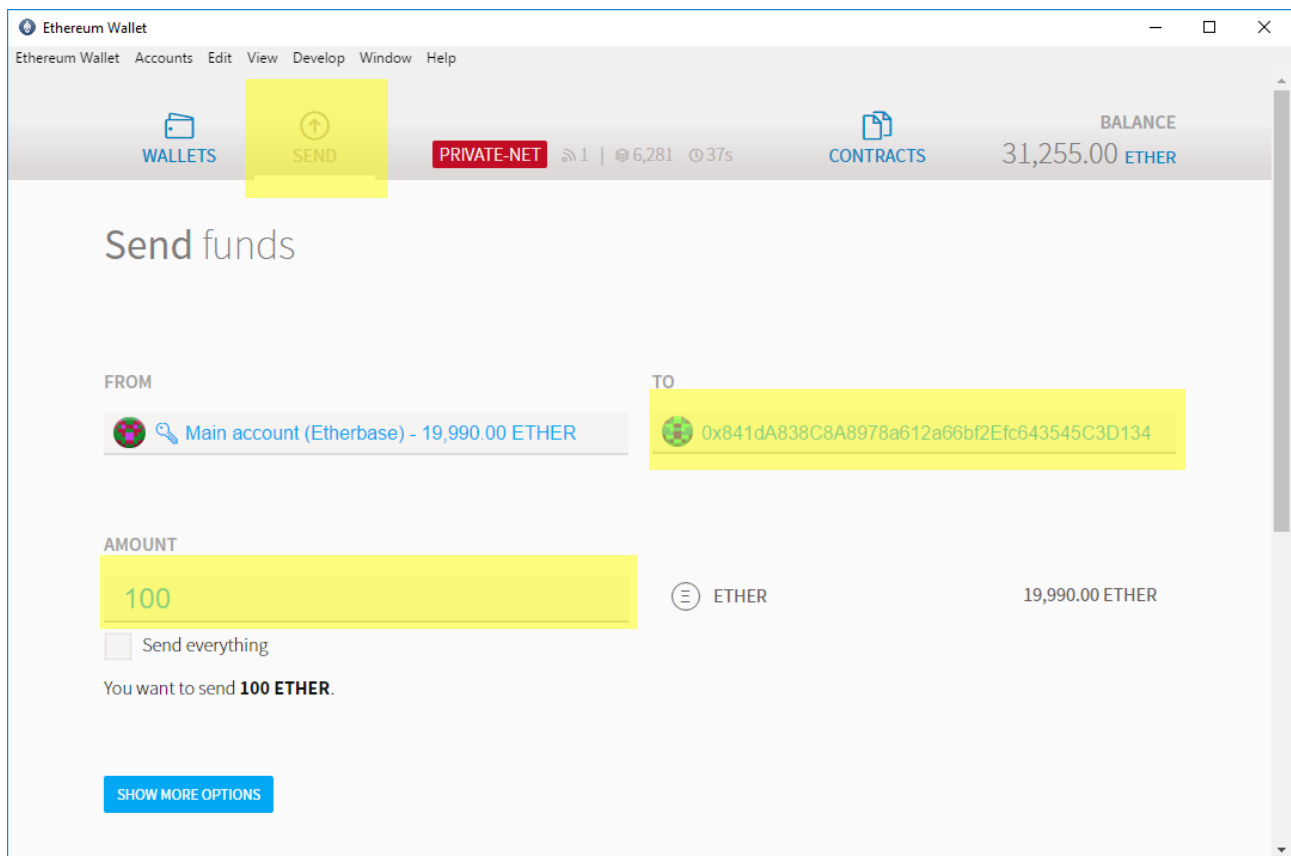 Ethereum Wallet
Ethereum Wallet Accounts Edit View Develop Window Help
WALLETS
SEND
PRIVATE-NET 1 | 6,281 37s
CONTRACTS
BALANCE
31,255.00 ETHER
Send funds
FROM
Main account (Etherbase) - 19,990.00 ETHER
TO
0x841dA838C8A8978a612a66bf2Efc643545C3D134
AMOUNT
100
ETHER 19,990.00 ETHER
Send everything
You want to send 100 ETHER.
SHOW MORE OPTIONS